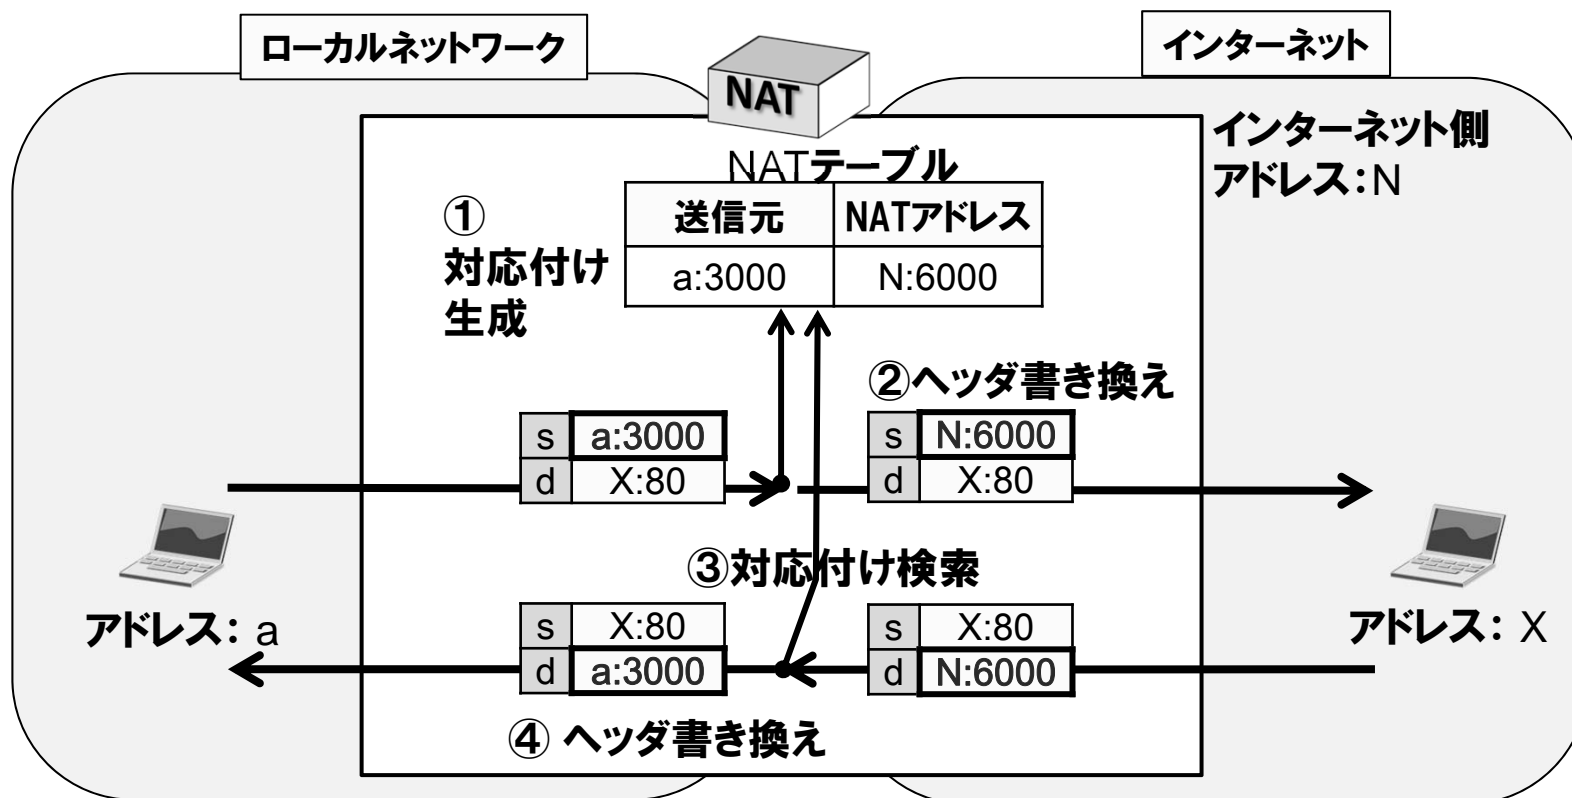 ローカルネットワーク
インターネット
NAT
インターネット側
アドレス：N
NATテーブル
送信元 NATアドレス
a:3000 N:6000
①
対応付け
生成
②ヘッダ書き換え
s a:3000
d X:80
s N:6000
d X:80
③対応付け検索
s X:80
d a:3000
s X:80
d N:6000
アドレス： a
アドレス： X
④ ヘッダ書き換え